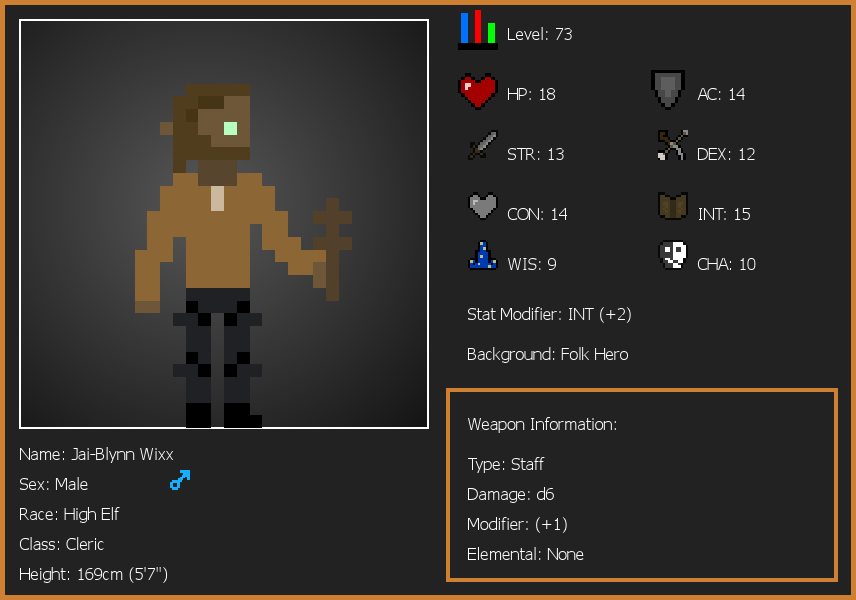 Level: 73
HP: 18
AC: 14
STR: 13
DEX: 12
CON: 14
INT: 15
WIS: 9
CHA: 10
Stat Modifier: INT (+2)
Background: Folk Hero
Weapon Information:
Type: Staff
Damage: d6
Modifier: (+1)
Elemental: None
Name: Jai-Blynn Wixx
Sex: Male
Race: High Elf
Class: Cleric
Height: 169cm (5'7")